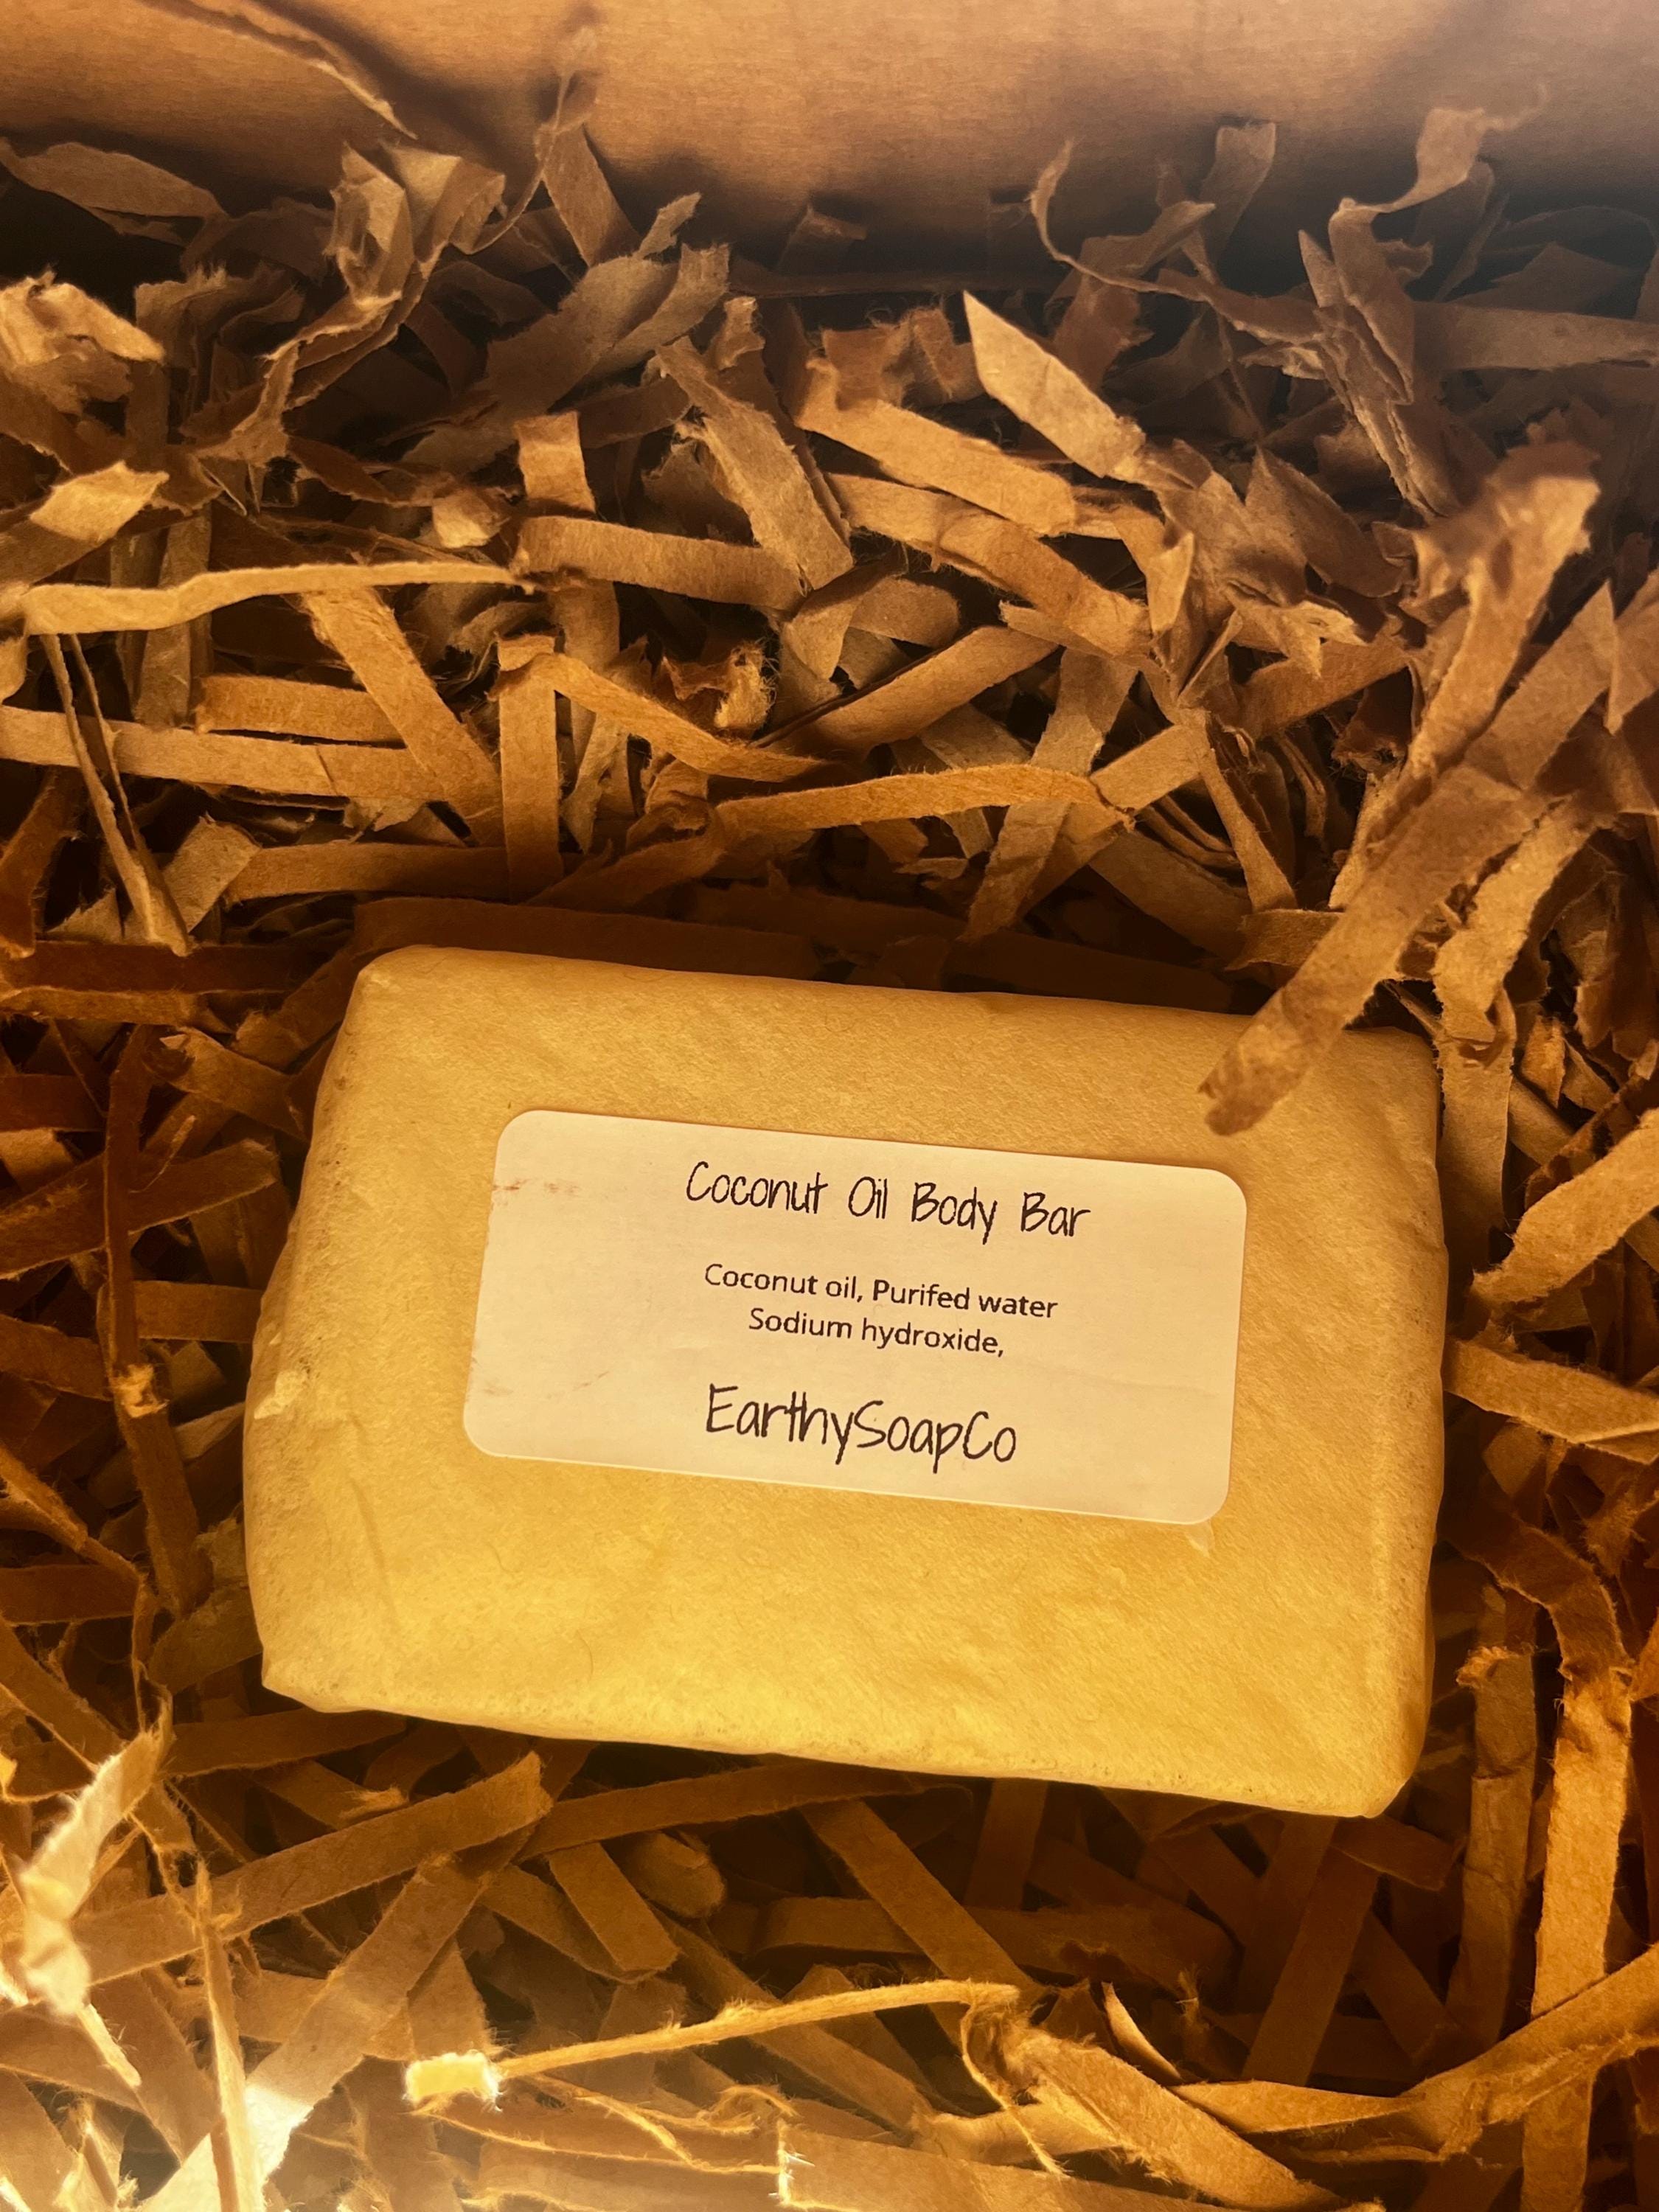 Coconut Oil Body Bar
Coconut oil, Purifed water
Sodium hydroxide,
EarthySoapCo